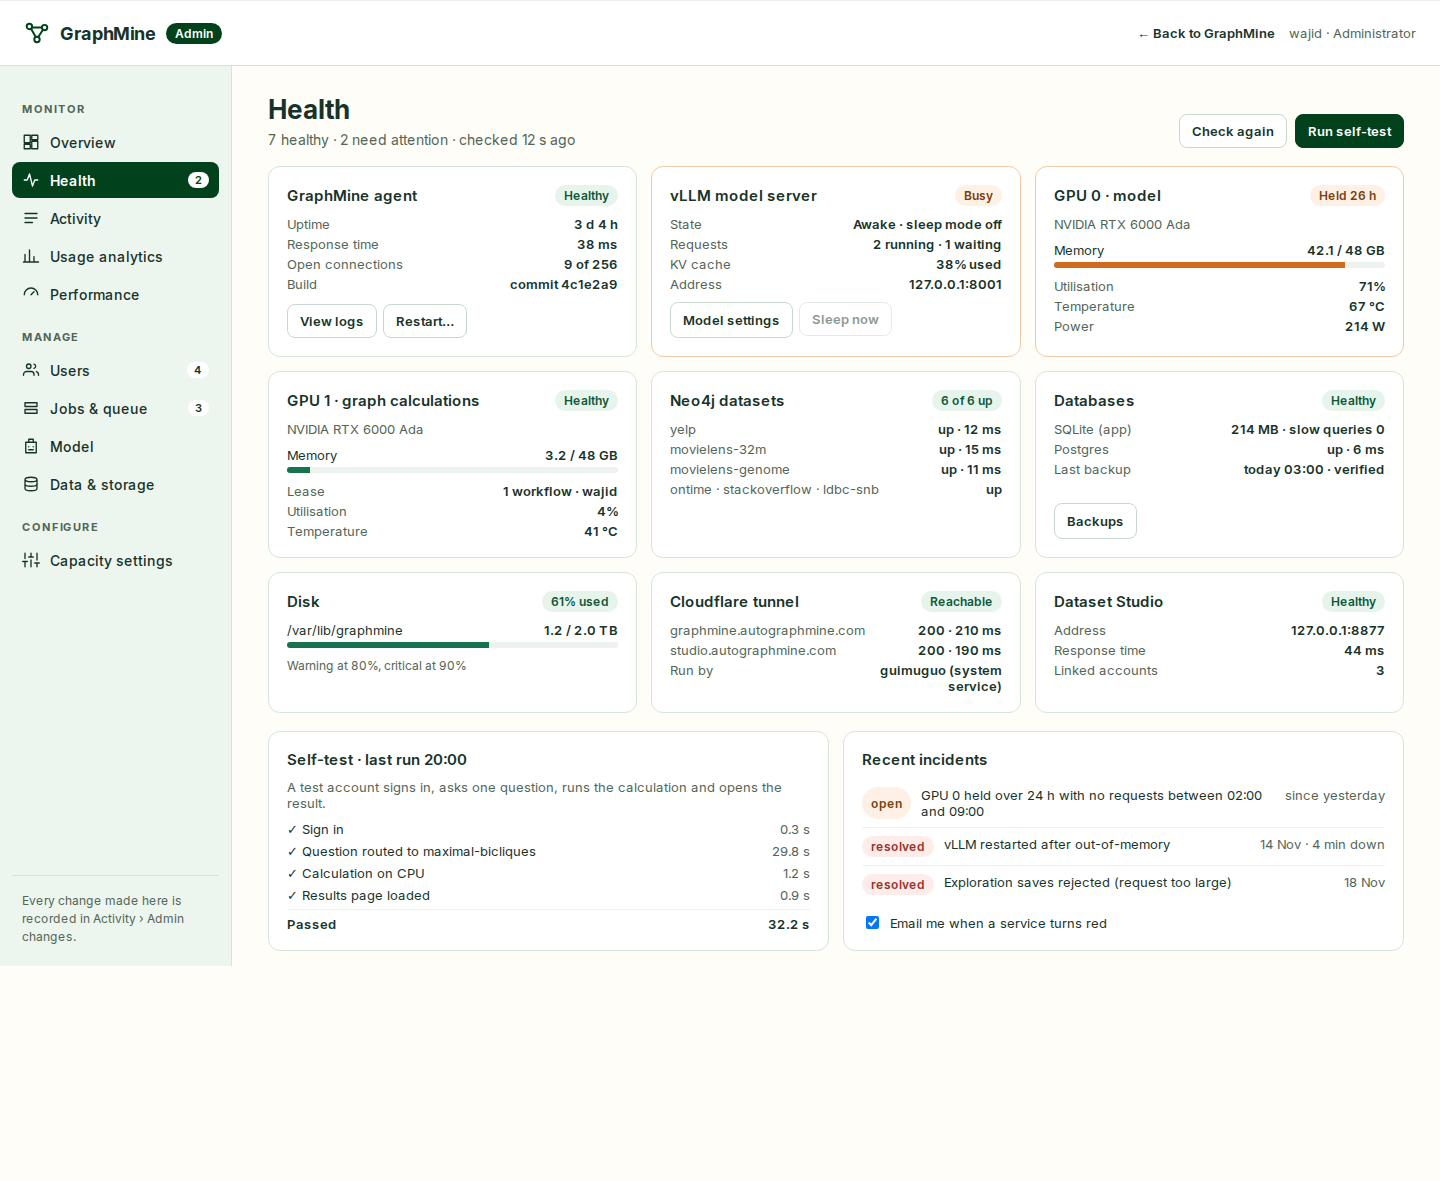 GraphMine Admin
← Back to GraphMine wajid · Administrator
MONITOR
Overview
Health 2
Activity
Usage analytics
Performance
MANAGE
Users 4
Jobs & queue 3
Model
Data & storage
CONFIGURE
Capacity settings
Every change made here is
recorded in Activity › Admin
changes.
Health
7 healthy · 2 need attention · checked 12 s ago
Check again Run self-test
GraphMine agent Healthy
Uptime 3 d 4 h
Response time 38 ms
Open connections 9 of 256
Build commit 4c1e2a9
View logs Restart...
vLLM model server Busy
State Awake · sleep mode off
Requests 2 running · 1 waiting
KV cache 38% used
Address 127.0.0.1:8001
Model settings Sleep now
GPU 0 · model Held 26 h
NVIDIA RTX 6000 Ada
Memory 42.1 / 48 GB
Utilisation 71%
Temperature 67 °C
Power 214 W
GPU 1 · graph calculations Healthy
NVIDIA RTX 6000 Ada
Memory 3.2 / 48 GB
Lease 1 workflow · wajid
Utilisation 4%
Temperature 41 °C
Neo4j datasets 6 of 6 up
yelp up · 12 ms
movielens-32m up · 15 ms
movielens-genome up · 11 ms
ontime · stackoverflow · ldbc-snb up
Databases Healthy
SQLite (app) 214 MB · slow queries 0
Postgres up · 6 ms
Last backup today 03:00 · verified
Backups
Disk 61% used
/var/lib/graphmine 1.2 / 2.0 TB
Warning at 80%, critical at 90%
Cloudflare tunnel Reachable
graphmine.autographmine.com 200 · 210 ms
studio.autographmine.com 200 · 190 ms
Run by guimuguo (system
service)
Dataset Studio Healthy
Address 127.0.0.1:8877
Response time 44 ms
Linked accounts 3
Self-test · last run 20:00
A test account signs in, asks one question, runs the calculation and opens the
result.
✓ Sign in 0.3 s
✓ Question routed to maximal-bicliques 29.8 s
✓ Calculation on CPU 1.2 s
✓ Results page loaded 0.9 s
Passed 32.2 s
Recent incidents
open GPU 0 held over 24 h with no requests between 02:00 since yesterday
and 09:00
resolved vLLM restarted after out-of-memory 14 Nov · 4 min down
resolved Exploration saves rejected (request too large) 18 Nov
Email me when a service turns red